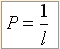 P = 1/l